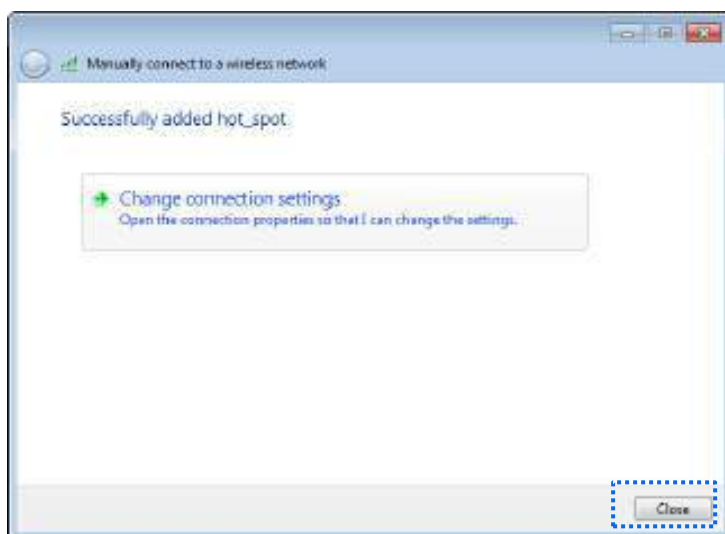 Manually connect to a wireless network
Successfully added hot_spot
Change connection settings
Open the connection properties so that I can change the settings.
Close